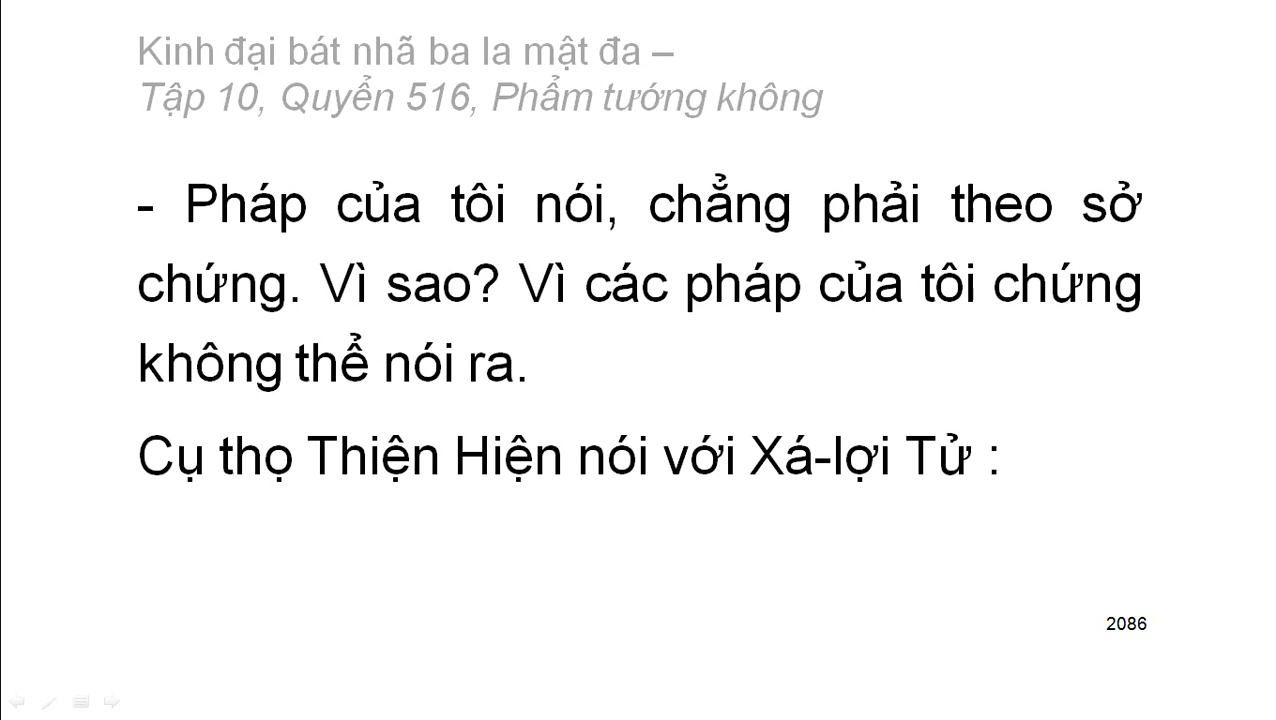 Kinh đại bát nhã ba la mật đa –
Tập 10, Quyển 516, Phẩm tướng không
- Pháp của tôi nói, chẳng phải theo sở
chứng. Vì sao? Vì các pháp của tôi chứng
không thể nói ra.
Cụ thọ Thiện Hiện nói với Xá-lợi Tử :
2086